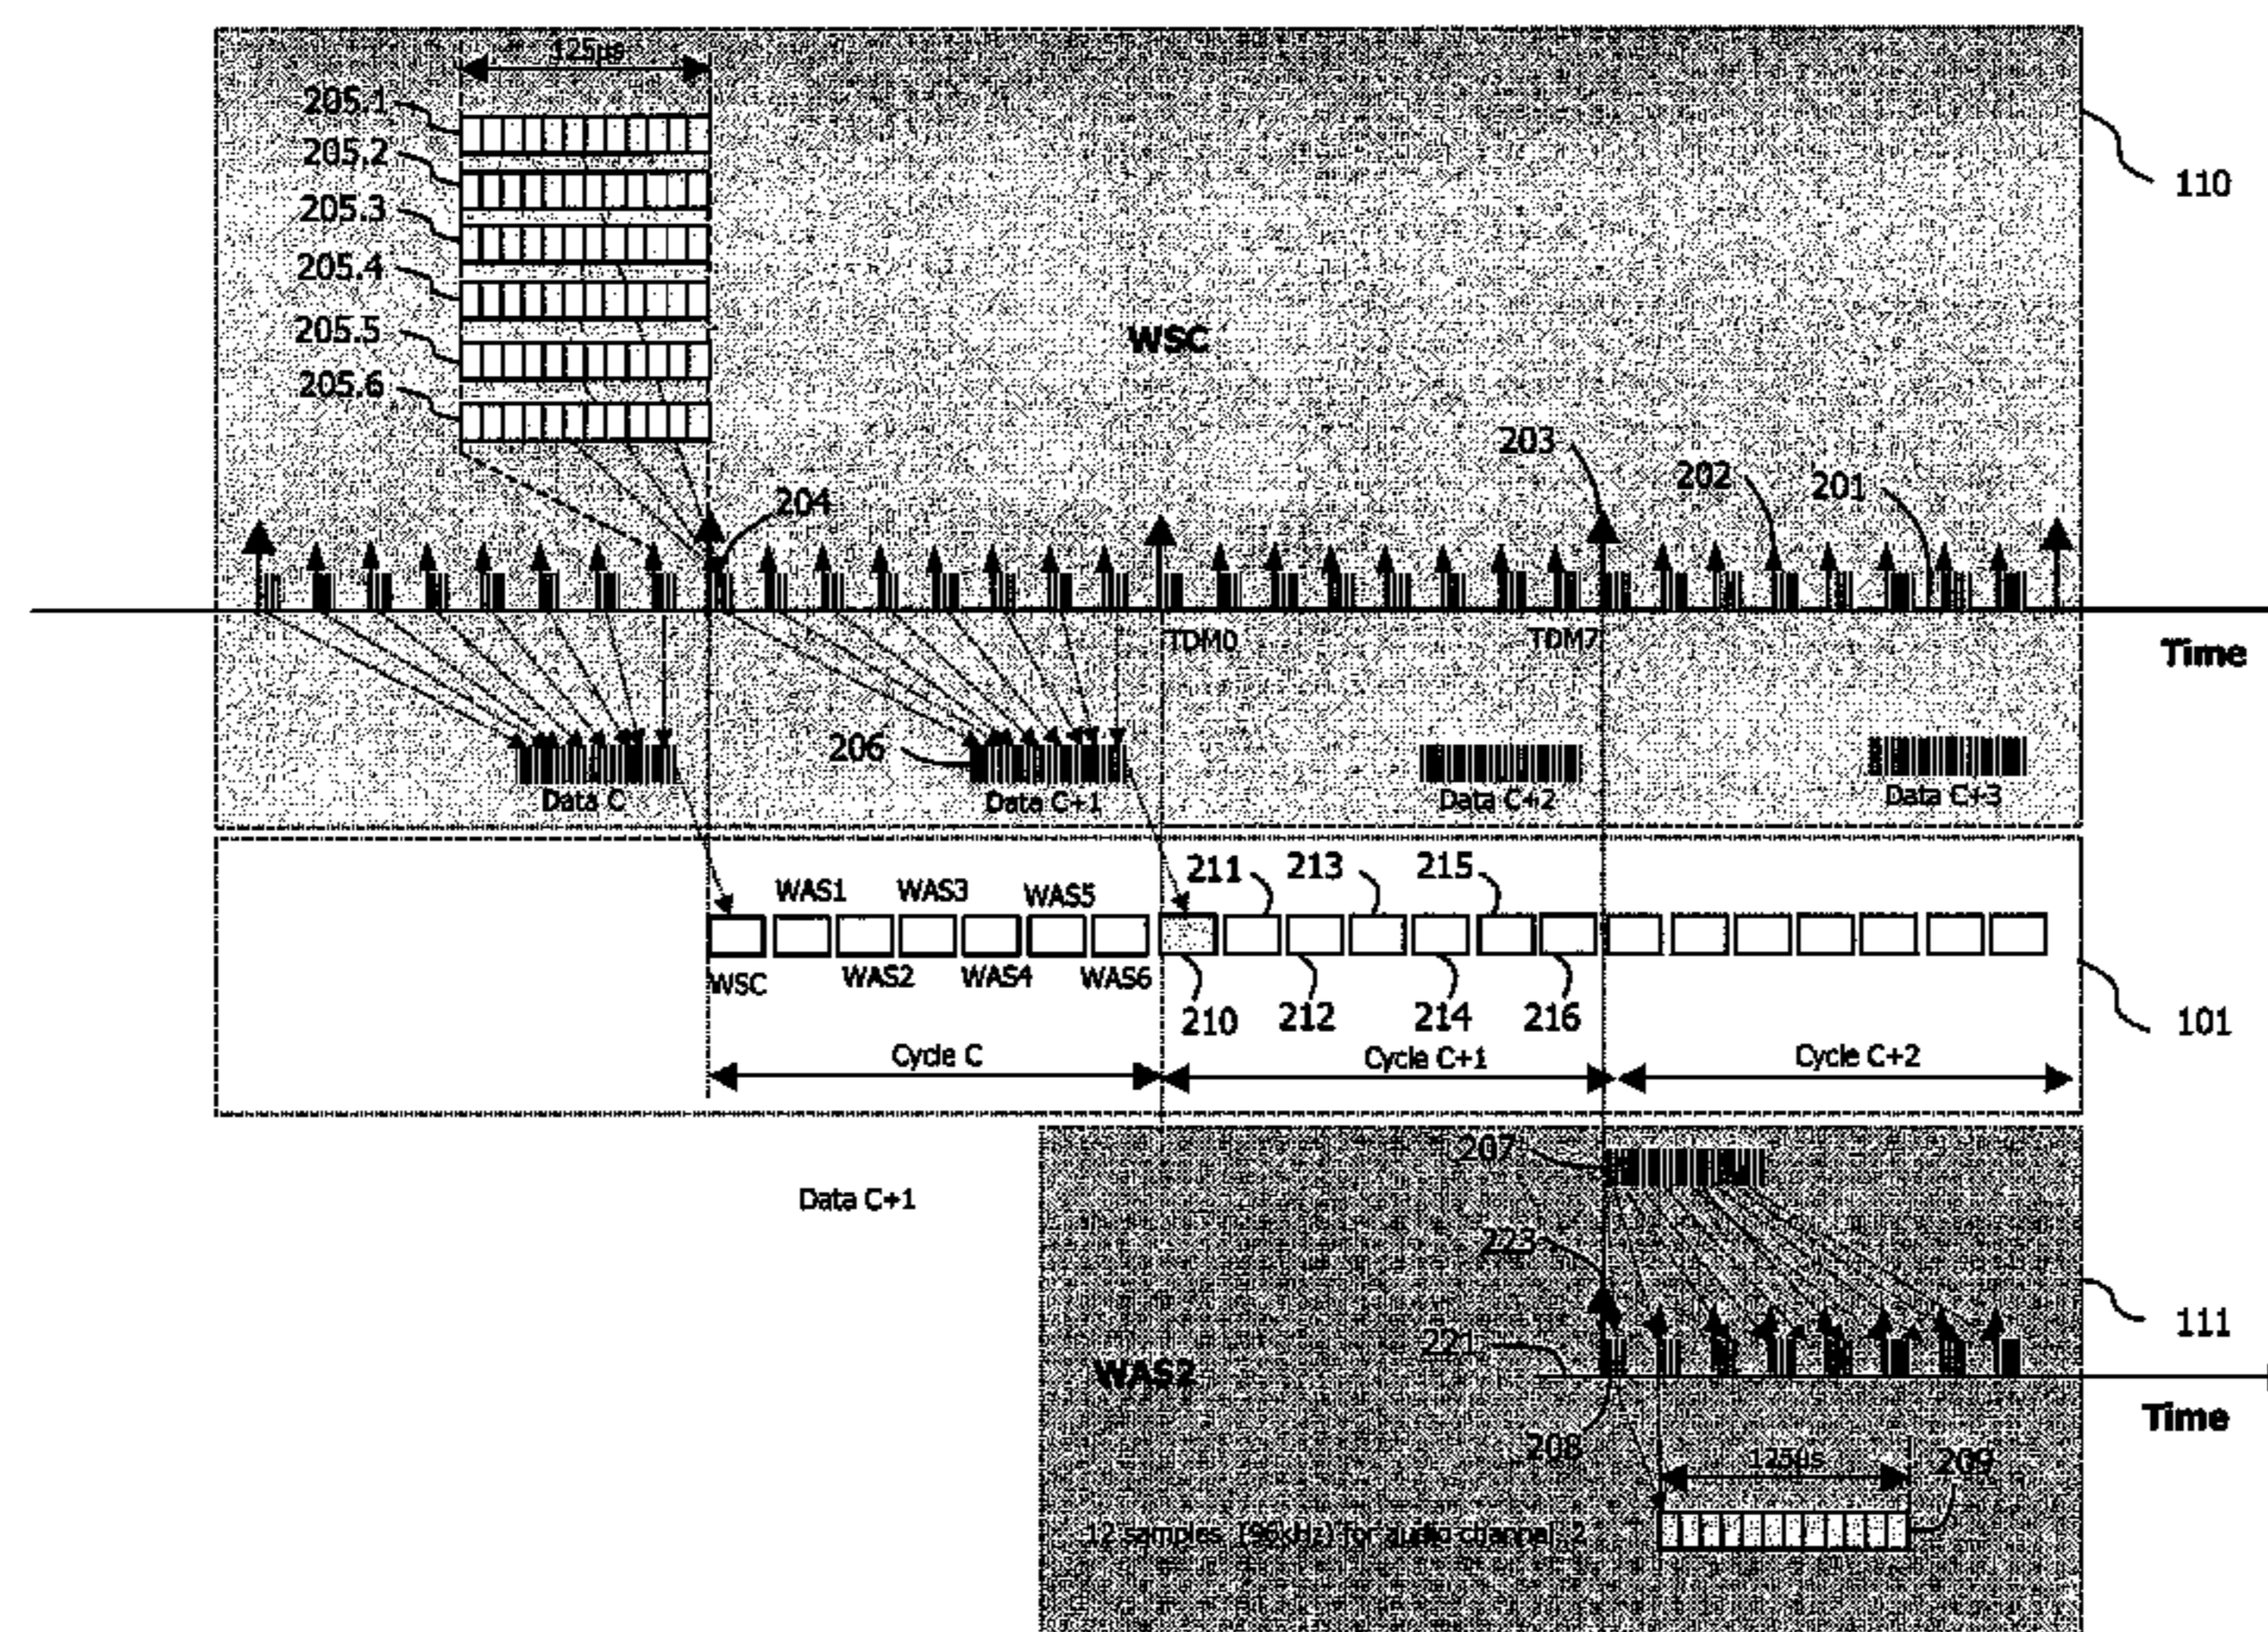 125µs
205.1
205.2
205.3
205.4
205.5
205.6
110
WSC
203
202
201
204
TDM0
TDM7
Time
206
Data C
Data C+1
Data C+2
Data C+3
211
213
215
WAS1
WAS3
WAS5
WSC
WAS2
WAS4
WAS6
210
212
214
216
101
Cycle C
Cycle C+1
Cycle C+2
207
Data C+1
223
111
221
WAS2
Time
208
125µs
209
12 samples (96kHz) for audio channel 2